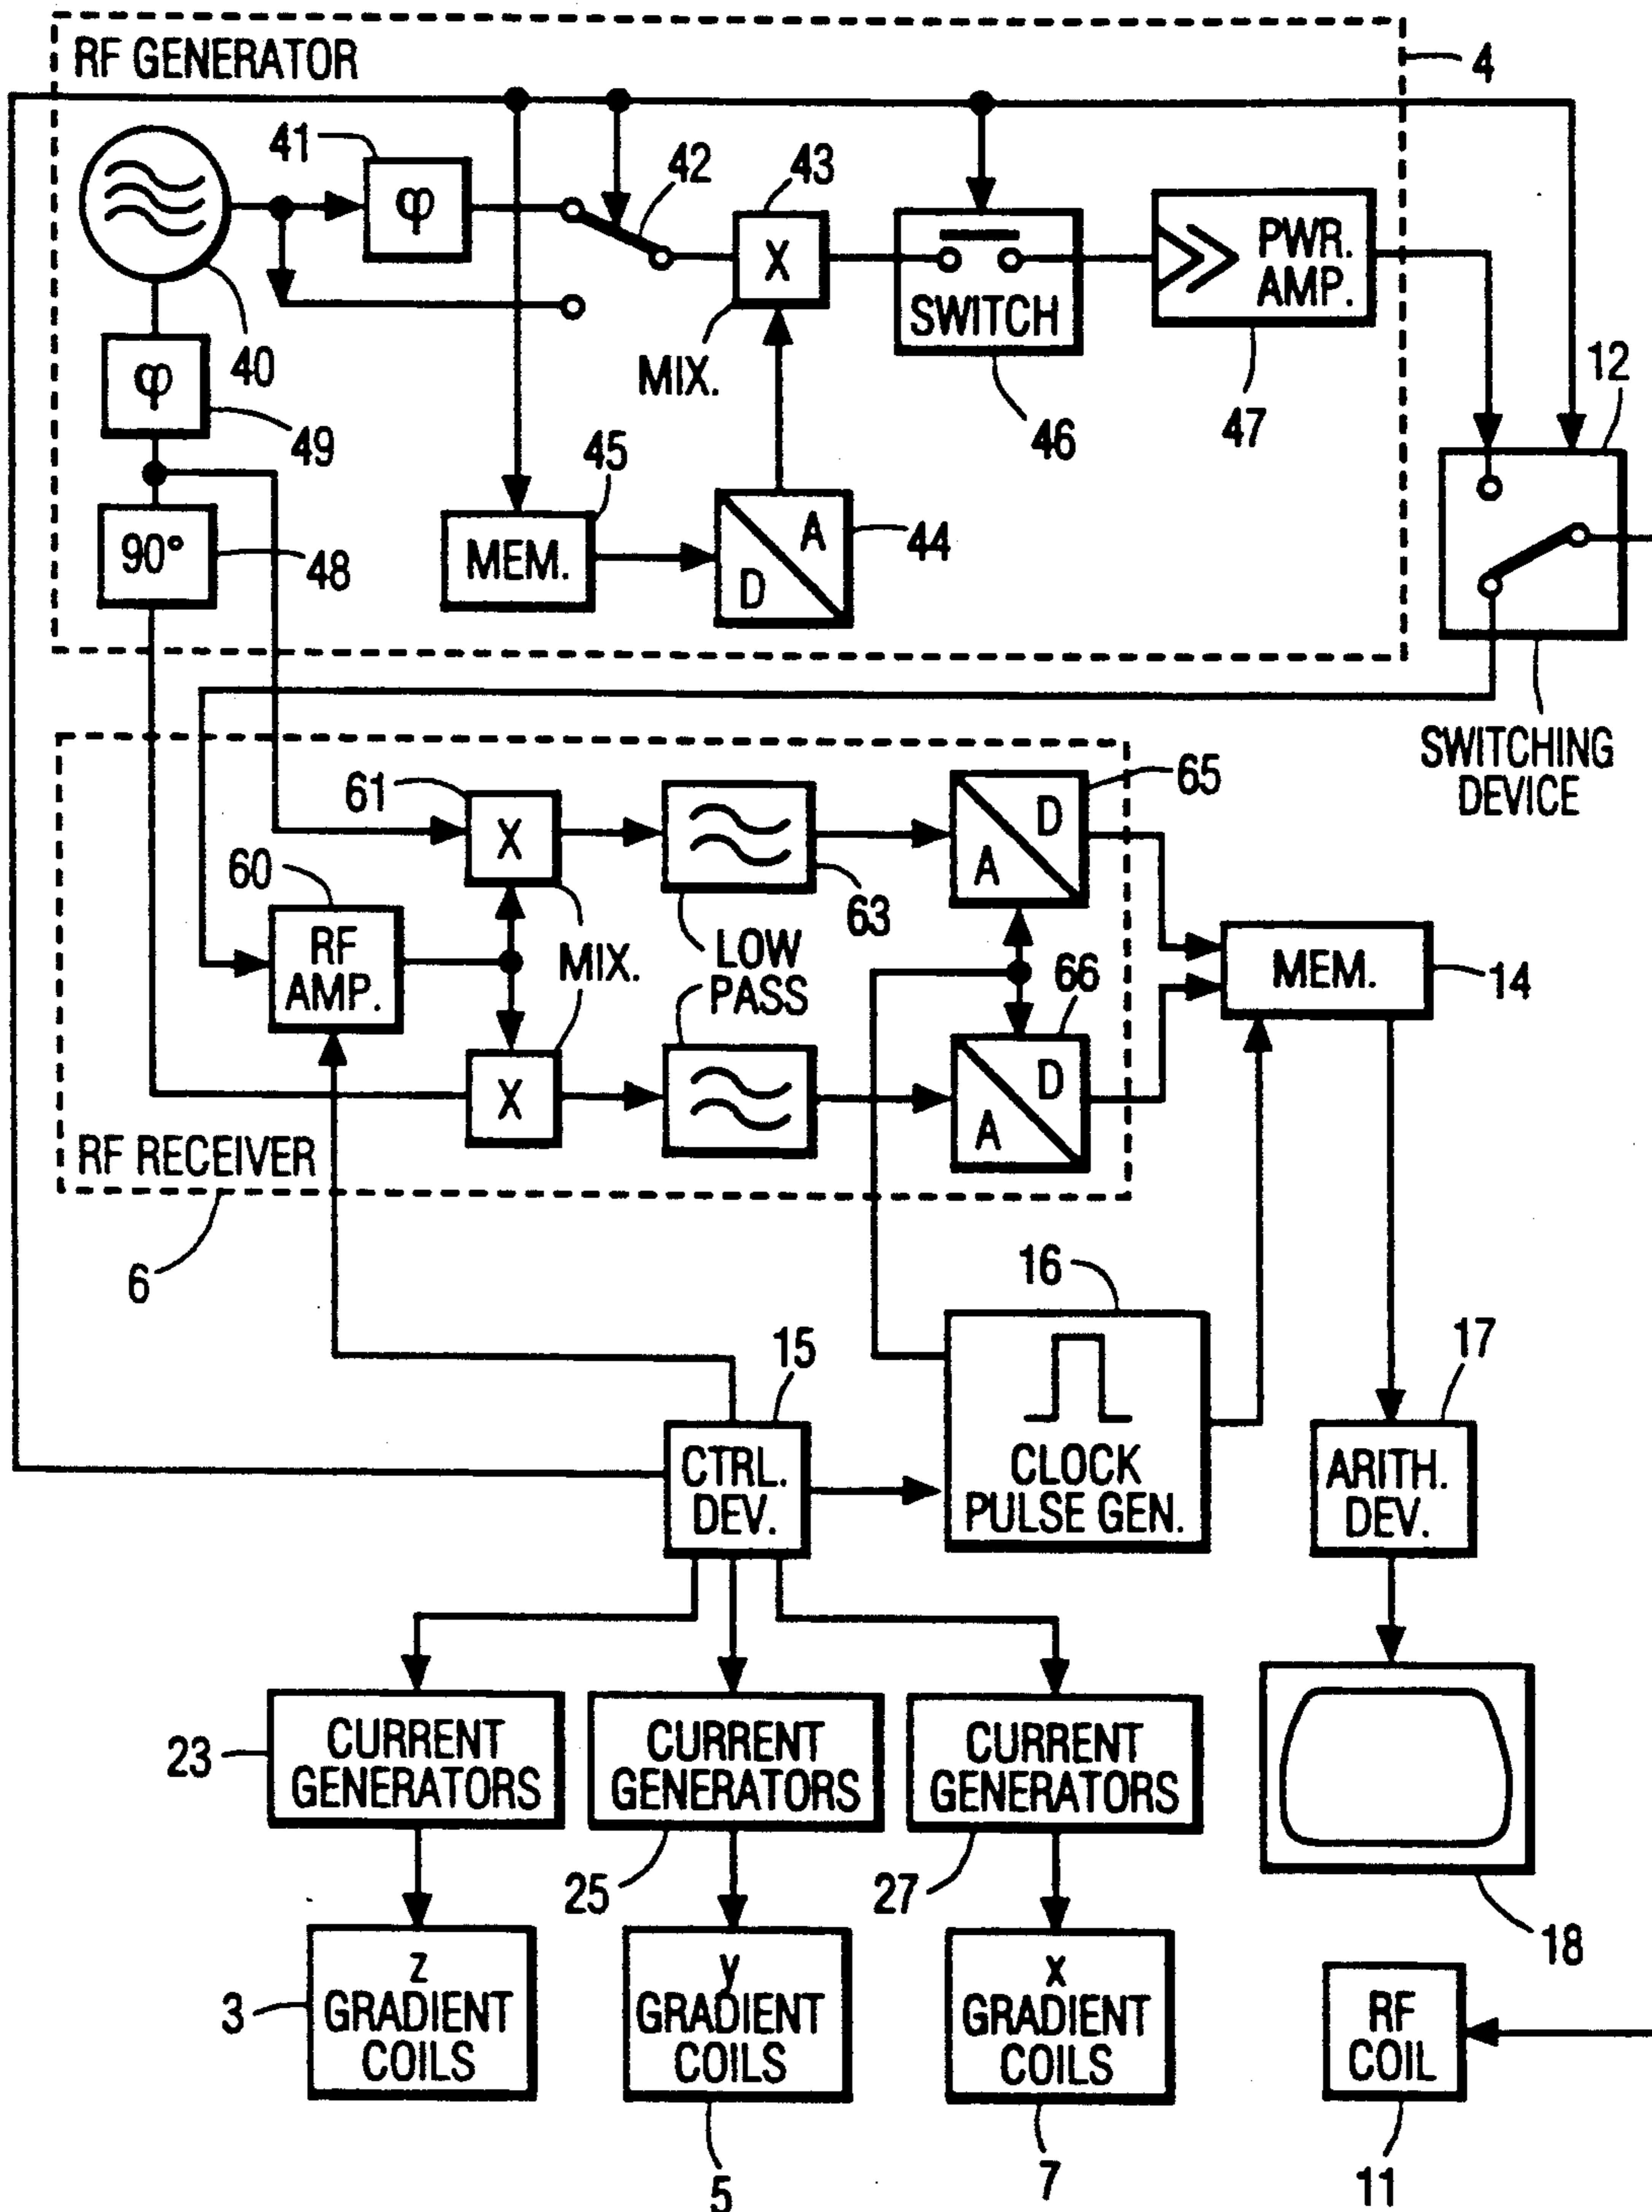 RF GENERATOR
4
41
φ
42
43
X
MIX.
SWITCH
46
PWR.
AMP.
47
12
40
φ
49
90°
48
45
MEM.
A
D
44
SWITCHING
DEVICE
61
X
63
D
A
65
60
RF
AMP.
MIX.
LOW
PASS
66
MEM.
14
X
D
A
RF RECEIVER
6
16
CLOCK
PULSE GEN.
15
CTRL.
DEV.
17
ARITH.
DEV.
23
CURRENT
GENERATORS
CURRENT
GENERATORS
25
CURRENT
GENERATORS
27
18
3
z
GRADIENT
COILS
y
GRADIENT
COILS
5
x
GRADIENT
COILS
7
RF
COIL
11